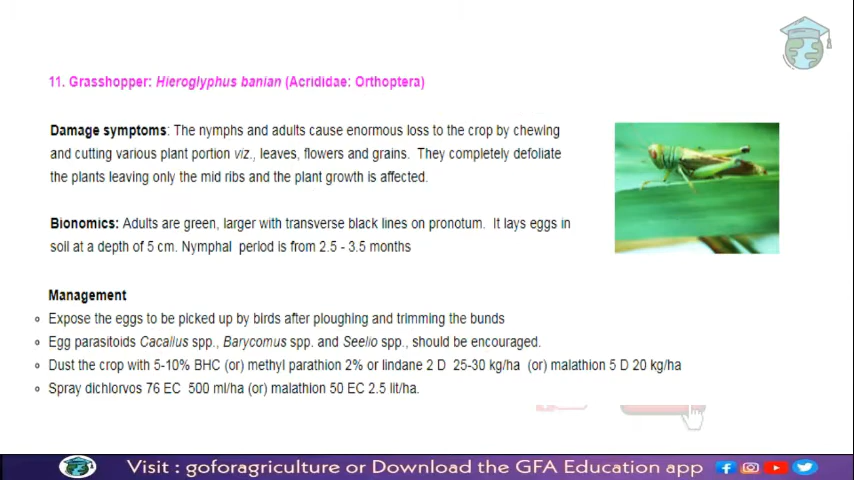 11. Grasshopper: Hieroglyphus banian (Acrididae: Orthoptera)
Damage symptoms: The nymphs and adults cause enormous loss to the crop by chewing
and cutting various plant portion viz., leaves, flowers and grains. They completely defoliate
the plants leaving only the mid ribs and the plant growth is affected.
Bionomics: Adults are green, larger with transverse black lines on pronotum. It lays eggs in
soil at a depth of 5 cm. Nymphal period is from 2.5 - 3.5 months
Management
Expose the eggs to be picked up by birds after ploughing and trimming the bunds
Egg parasitoids Cacallus spp., Barycomus spp. and Seelio spp., should be encouraged.
Dust the crop with 5-10% BHC (or) methyl parathion 2% or lindane 2 D 25-30 kg/ha (or) malathion 5 D 20 kg/ha
Spray dichlorvos 76 EC 500 ml/ha (or) malathion 50 EC 2.5 lit/ha.
Visit : goforagriculture or Download the GFA Education app